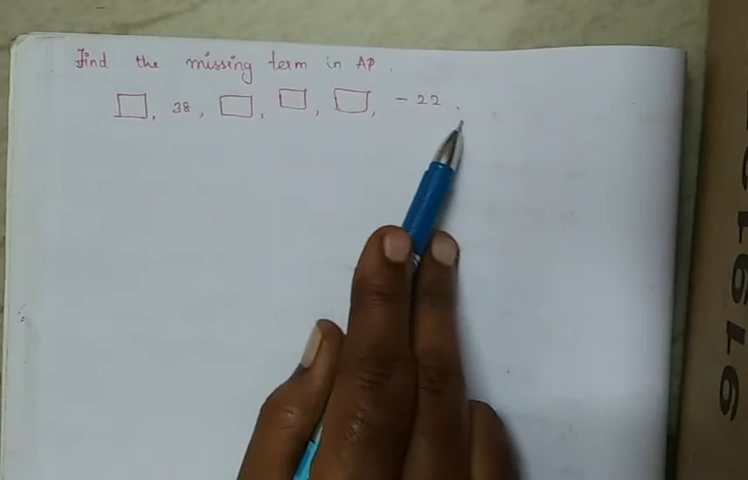 Find the missing term in AP.
□, 38, □, □, □, -22.